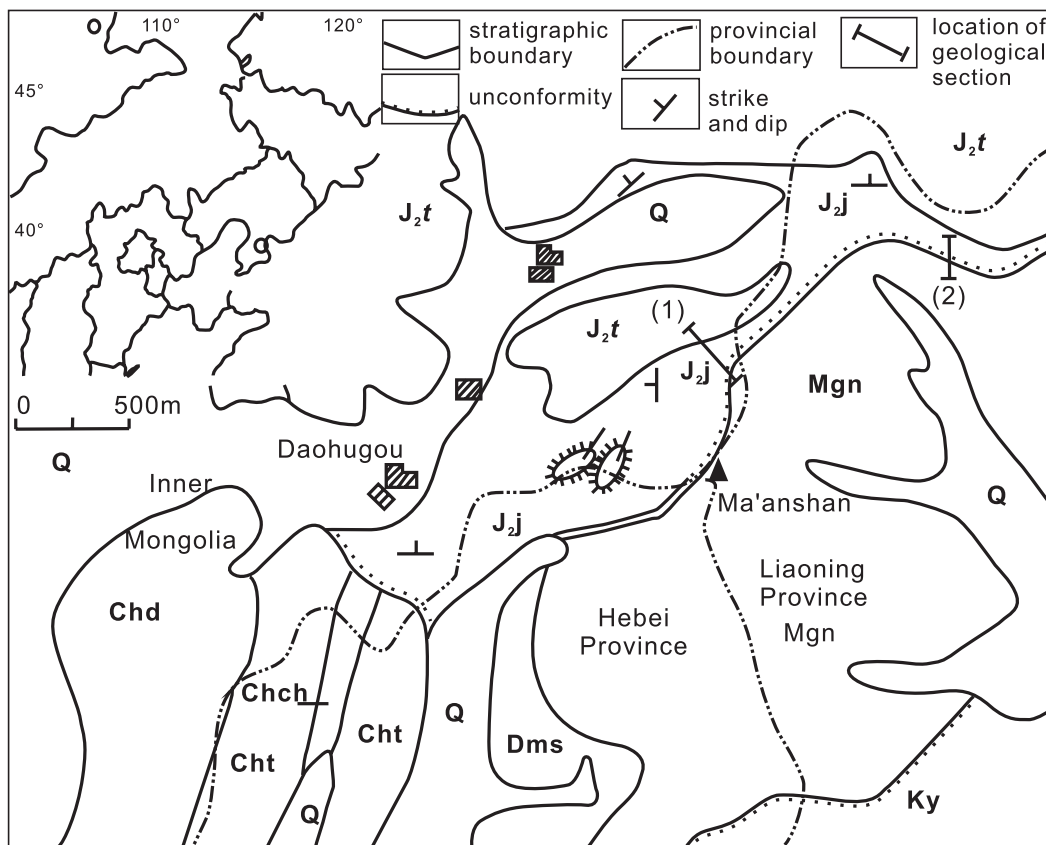 110°
120°
45°
40°
stratigraphic
boundary
unconformity
provincial
boundary
strike
and dip
location of
geological
section
J₂t
J₂t
J₂j
Q
(2)
(1)
J₂t
J₂j
Mgn
0 500m
Q
Daohugou
Inner
Mongolia
J₂j
Ma'anshan
Q
Liaoning
Province
Mgn
Hebei
Province
Chd
Chch
Cht
Cht
Q
Dms
Q
Ky